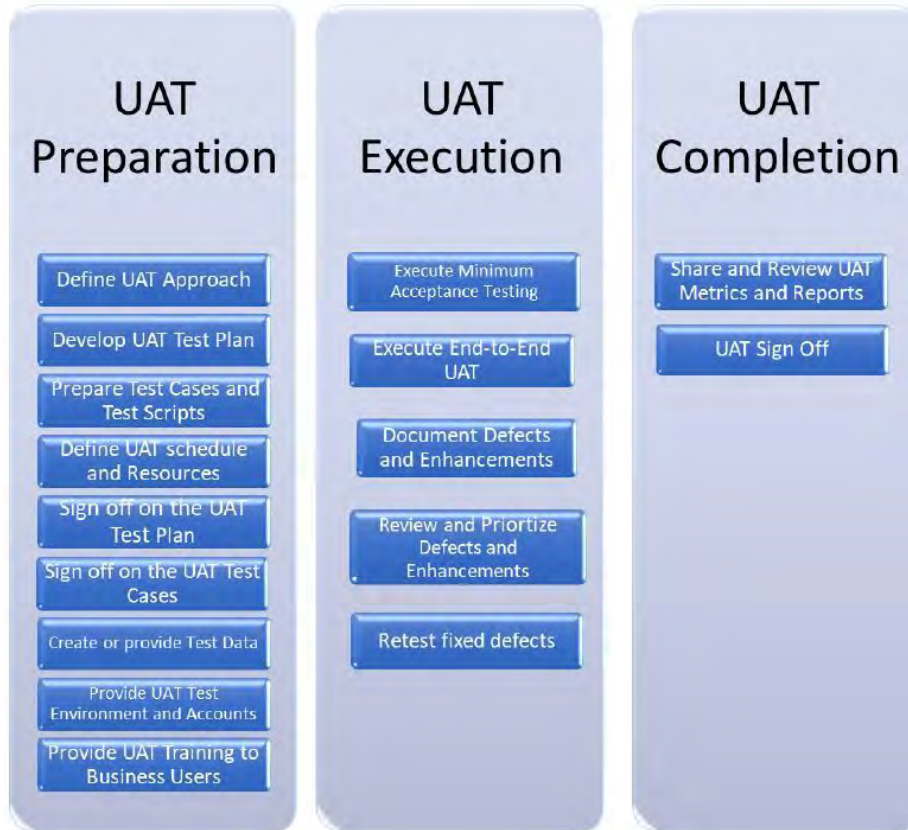 UAT
Preparation
Define UAT Approach
Develop UAT Test Plan
Prepare Test Cases and
Test Scripts
Define UAT schedule
and Resources
Sign off on the UAT
Test Plan
Sign off on the UAT Test
Cases
Create or provide Test Data
Provide UAT Test
Environment and Accounts
Provide UAT Training to
Business Users
UAT
Execution
Execute Minimum
Acceptance Testing
Execute End-to-End
UAT
Document Defects
and Enhancements
Review and Priortize
Defects and
Enhancements
Retest fixed defects
UAT
Completion
Share and Review UAT
Metrics and Reports
UAT Sign Off